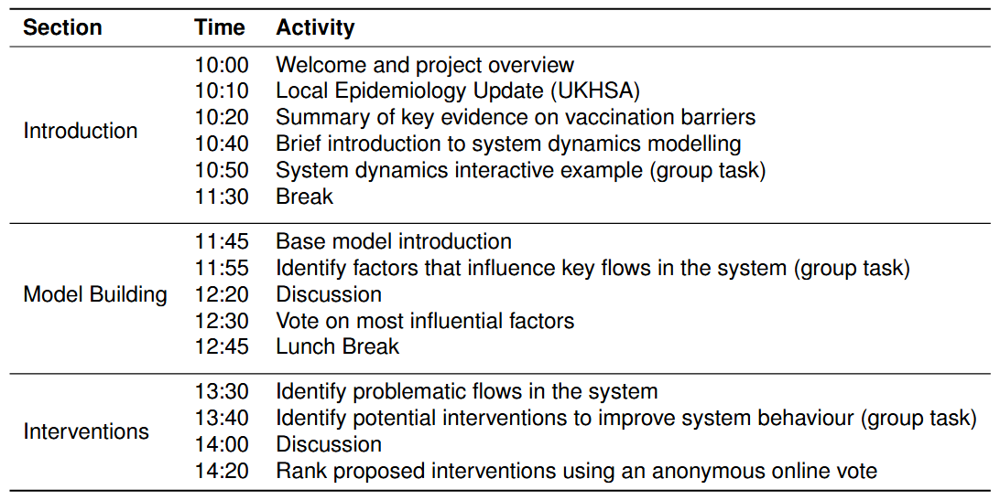 Section Time Activity
10:00 Welcome and project overview
10:10 Local Epidemiology Update (UKHSA)
10:20 Summary of key evidence on vaccination barriers
Introduction
10:40 Brief introduction to system dynamics modelling
10:50 System dynamics interactive example (group task)
11:30 Break
11:45 Base model introduction
11:55 Identify factors that influence key flows in the system (group task)
Model Building 12:20 Discussion
12:30 Vote on most influential factors
12:45 Lunch Break
13:30 Identify problematic flows in the system
13:40 Identify potential interventions to improve system behaviour (group task)
Interventions
14:00 Discussion
14:20 Rank proposed interventions using an anonymous online vote